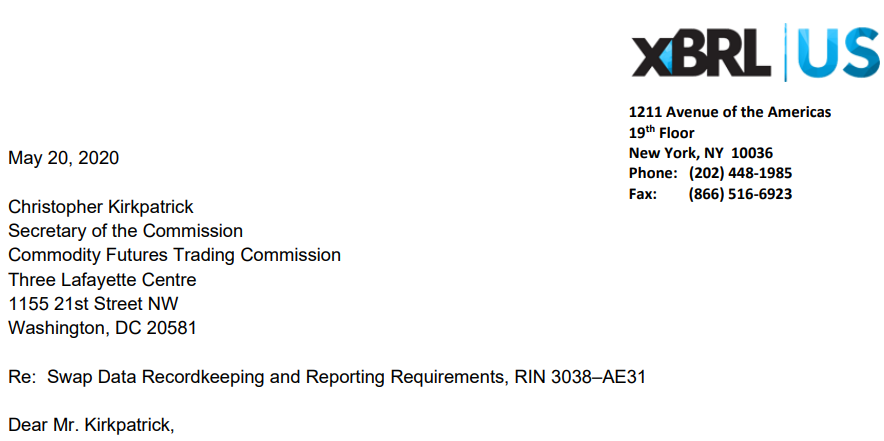 XBRL US
1211 Avenue of the Americas
19th Floor
New York, NY 10036
Phone: (202) 448-1985
Fax: (866) 516-6923
May 20, 2020
Christopher Kirkpatrick
Secretary of the Commission
Commodity Futures Trading Commission
Three Lafayette Centre
1155 21st Street NW
Washington, DC 20581
Re: Swap Data Recordkeeping and Reporting Requirements, RIN 3038–AE31
Dear Mr. Kirkpatrick,